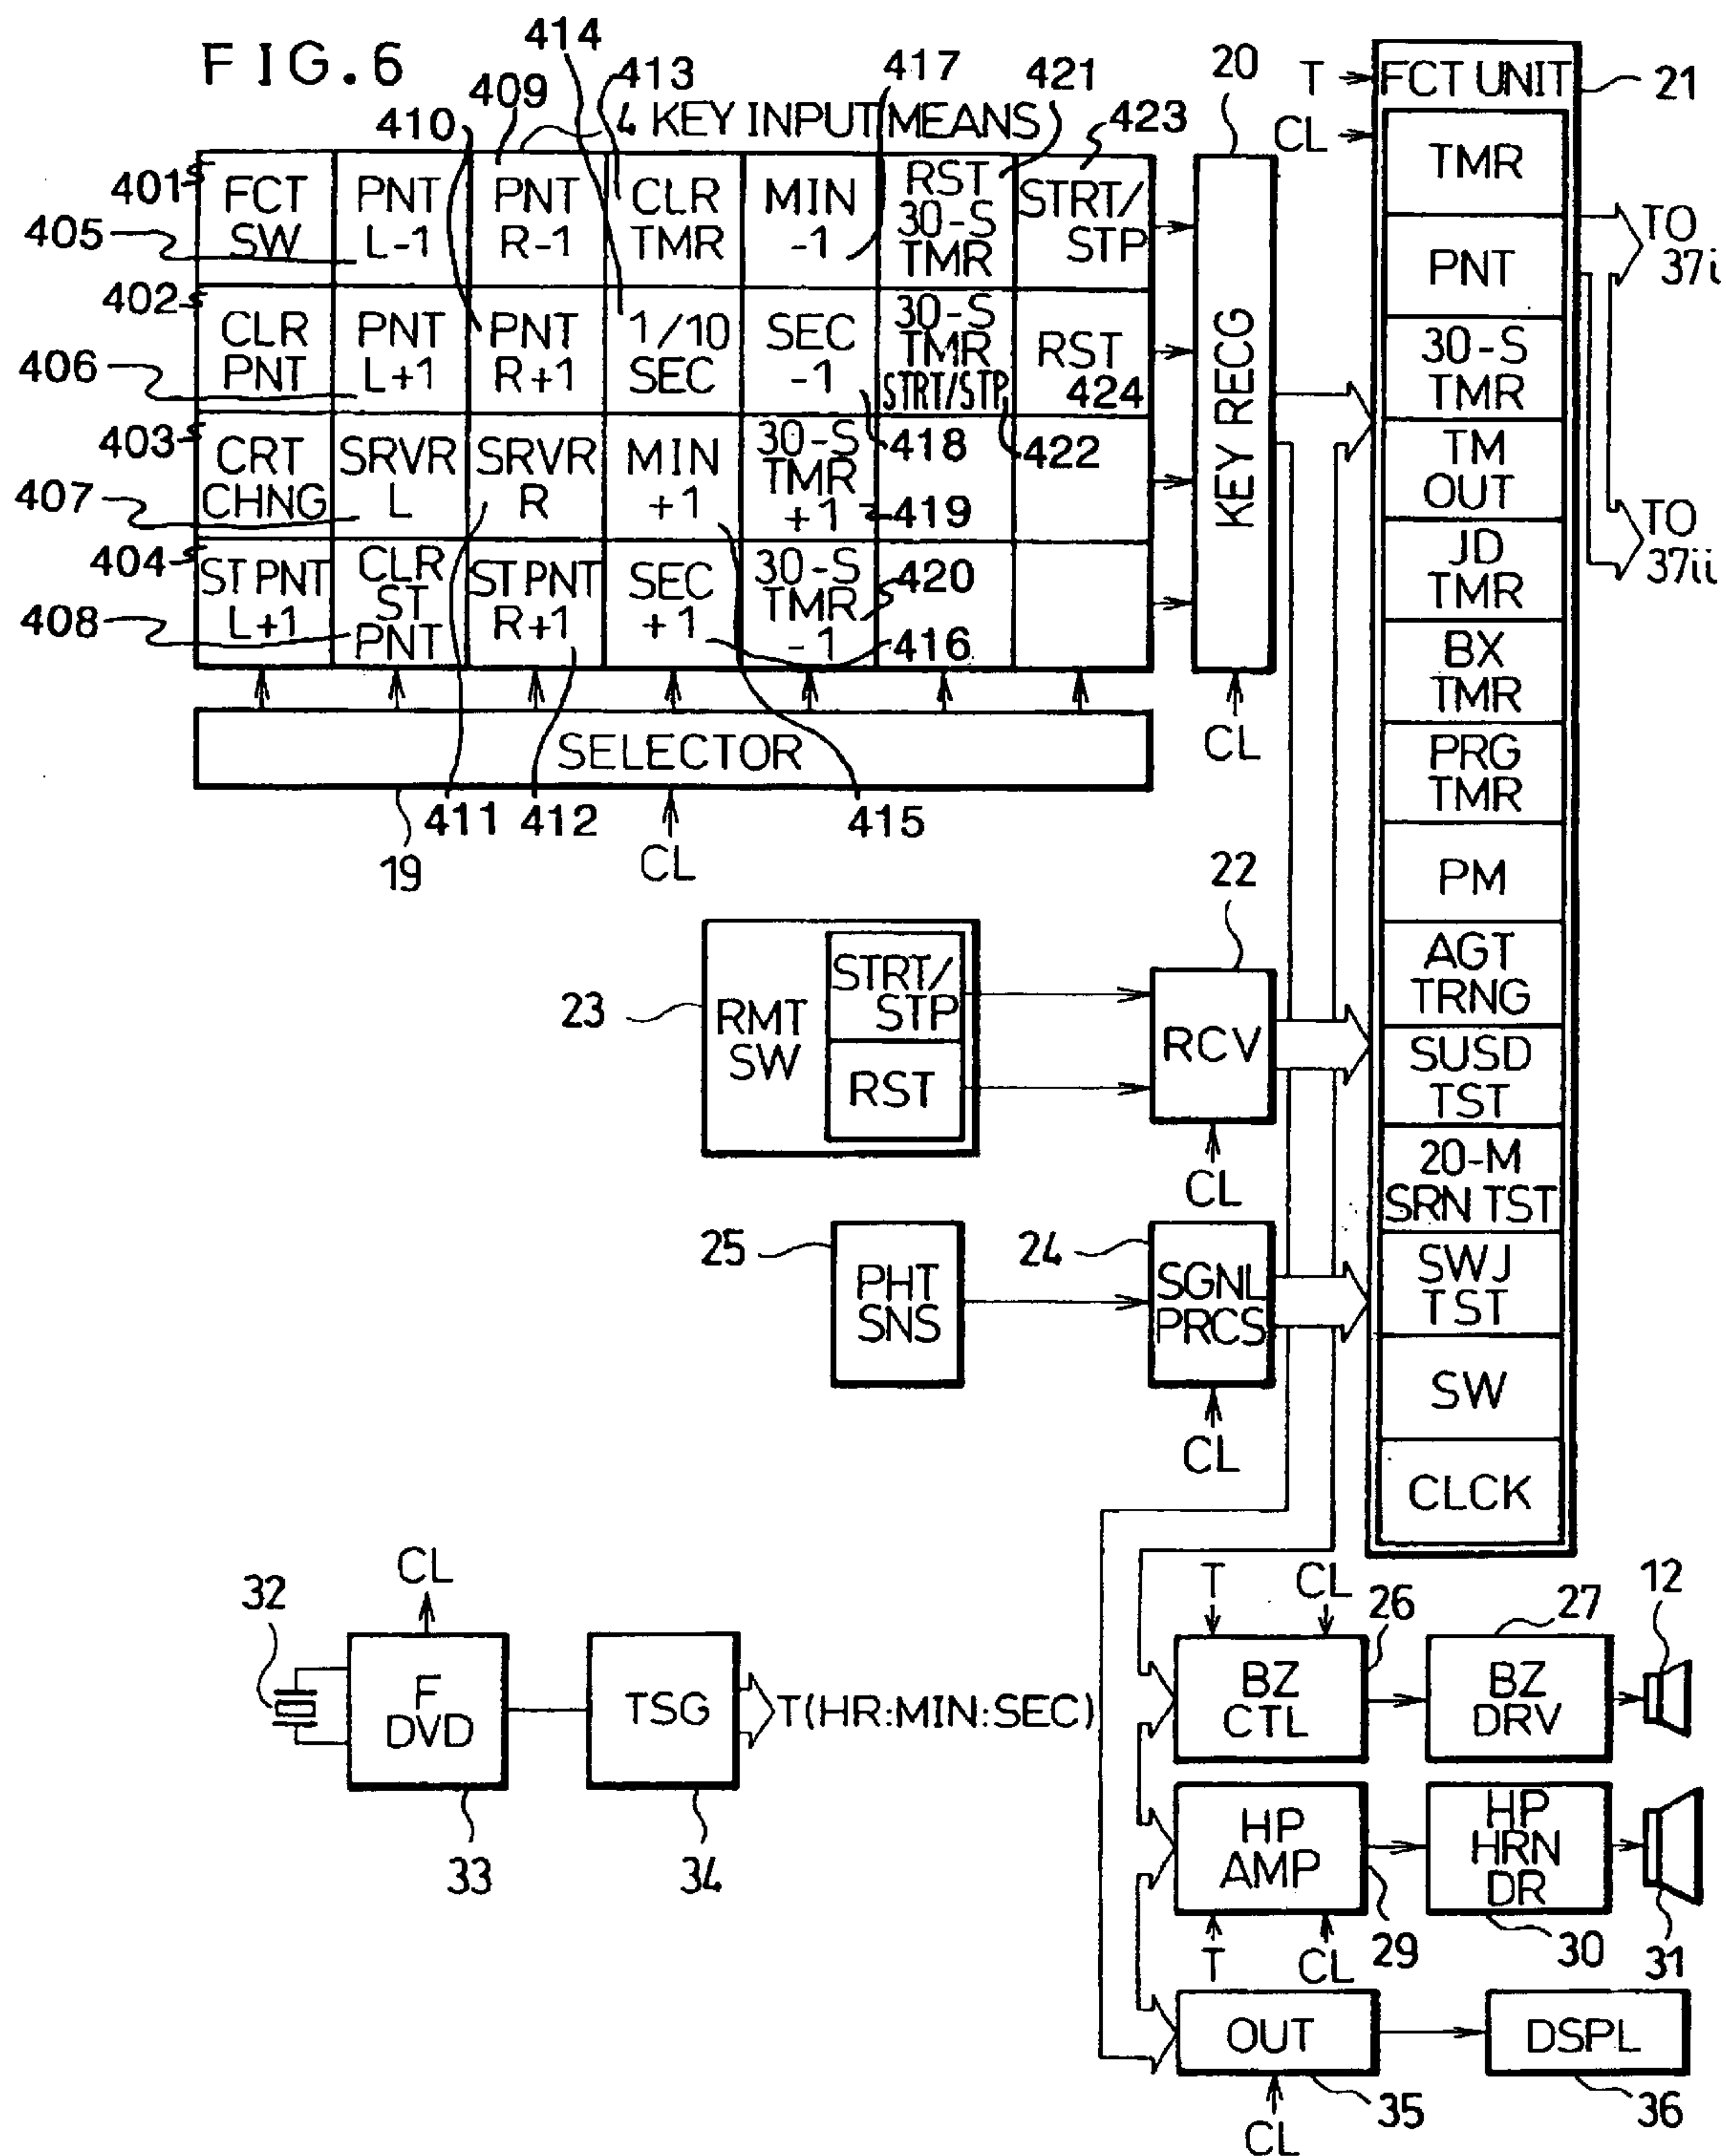 FIG. 6
4 KEY INPUT MEANS
414
413
409
410
417
421
423
20
21
T
CL
FCT UNIT
401
405
402
406
403
407
404
408
FCT
SW
PNT
L-1
PNT
R-1
CLR
TMR
MIN
-1
RST
30-S
TMR
STRT/
STP
CLR
PNT
PNT
L+1
PNT
R+1
1/10
SEC
SEC
-1
30-S
TMR
STRT/STP
RST
424
CRT
CHNG
SRVR
L
SRVR
R
MIN
+1
30-S
TMR
+1
418
422
419
ST PNT
L+1
CLR
ST
PNT
ST PNT
R+1
SEC
+1
30-S
TMR
-1
420
416
KEY RECG
CL
SELECTOR
411
412
415
19
CL
TMR
PNT
30-S
TMR
TM
OUT
JD
TMR
BX
TMR
PRG
TMR
PM
AGT
TRNG
SUSD
TST
20-M
SRN TST
SWJ
TST
SW
CLCK
TO
37i
TO
37ii
22
23
RMT
SW
STRT/
STP
RST
RCV
CL
25
PHT
SNS
24
SGNL
PRCS
CL
CL
32
F
DVD
33
TSG
34
T(HR:MIN:SEC)
T
CL
26
27
12
BZ
CTL
BZ
DRV
HP
AMP
HP
HRN
DR
T
CL
29
30
31
OUT
DSPL
CL
35
36